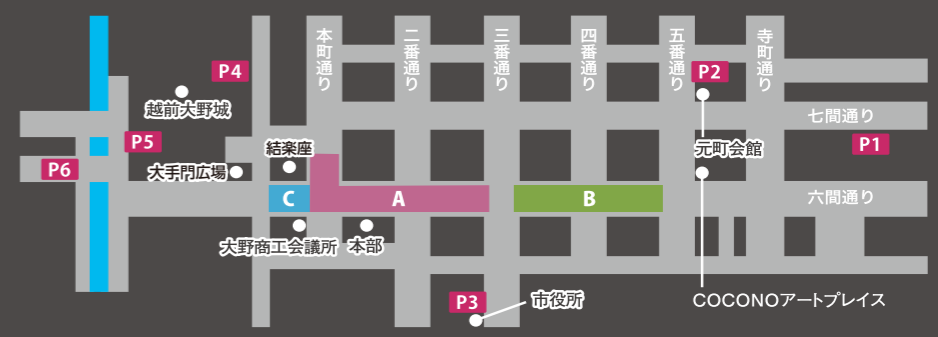 本町通り
二番通り
三番通り
四番通り
五番通り
寺町通り
P4
P2
越前大野城
七間通り
P5
P1
結楽座
元町会館
P6
大手門広場
C
A
B
六間通り
大野商工会議所
本部
P3
市役所
COCONOアートプレイス